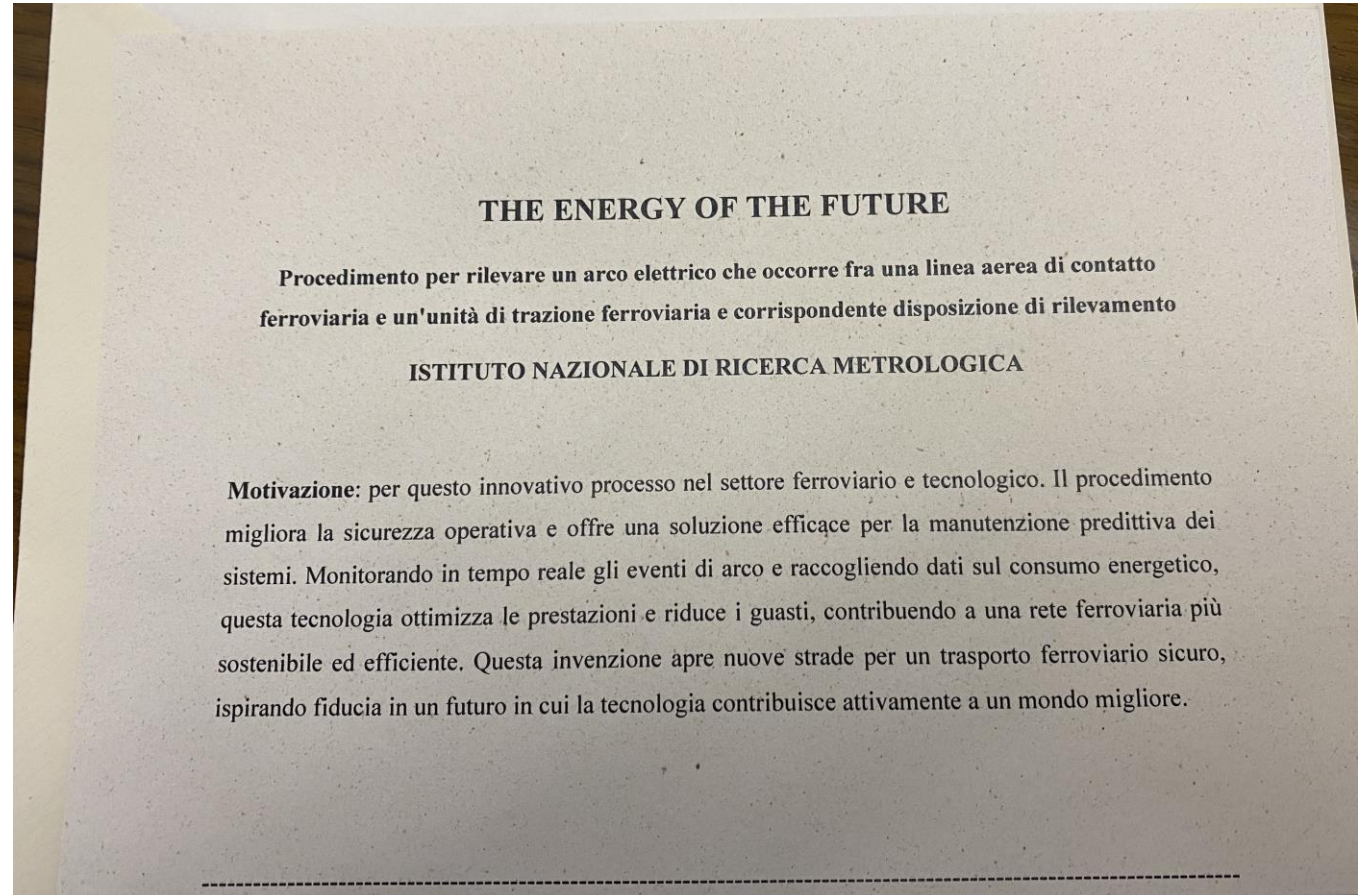 THE ENERGY OF THE FUTURE
Procedimento per rilevare un arco elettrico che occorre fra una linea aerea di contatto
ferroviaria e un'unità di trazione ferroviaria e corrispondente disposizione di rilevamento
ISTITUTO NAZIONALE DI RICERCA METROLOGICA
Motivazione: per questo innovativo processo nel settore ferroviario e tecnologico. Il procedimento
migliora la sicurezza operativa e offre una soluzione efficace per la manutenzione predittiva dei
sistemi. Monitorando in tempo reale gli eventi di arco e raccogliendo dati sul consumo energetico,
questa tecnologia ottimizza le prestazioni e riduce i guasti, contribuendo a una rete ferroviaria più
sostenibile ed efficiente. Questa invenzione apre nuove strade per un trasporto ferroviario sicuro,
ispirando fiducia in un futuro in cui la tecnologia contribuisce attivamente a un mondo migliore.